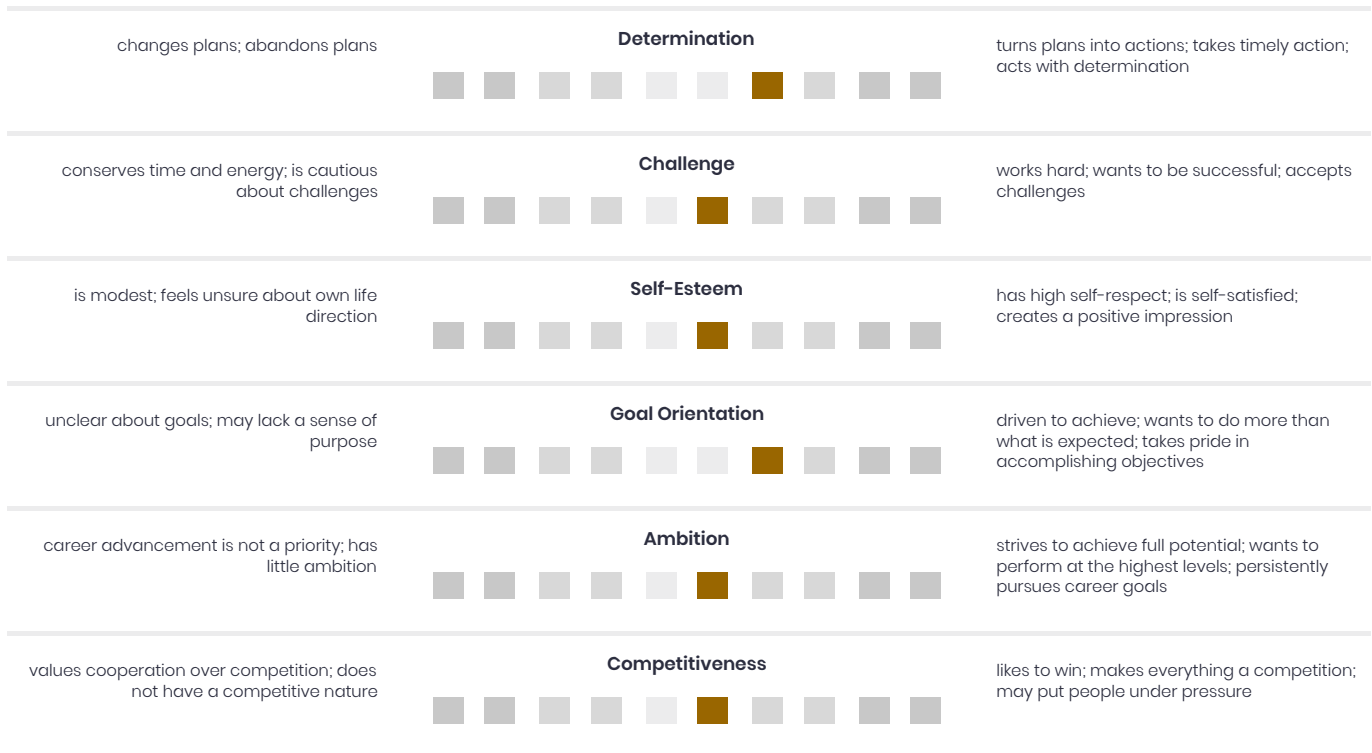 Determination
changes plans; abandons plans
turns plans into actions; takes timely action;
acts with determination
Challenge
conserves time and energy; is cautious
about challenges
works hard; wants to be successful; accepts
challenges
Self-Esteem
is modest; feels unsure about own life
direction
has high self-respect; is self-satisfied;
creates a positive impression
Goal Orientation
unclear about goals; may lack a sense of
purpose
driven to achieve; wants to do more than
what is expected; takes pride in
accomplishing objectives
Ambition
career advancement is not a priority; has
little ambition
strives to achieve full potential; wants to
perform at the highest levels; persistently
pursues career goals
Competitiveness
values cooperation over competition; does
not have a competitive nature
likes to win; makes everything a competition;
may put people under pressure